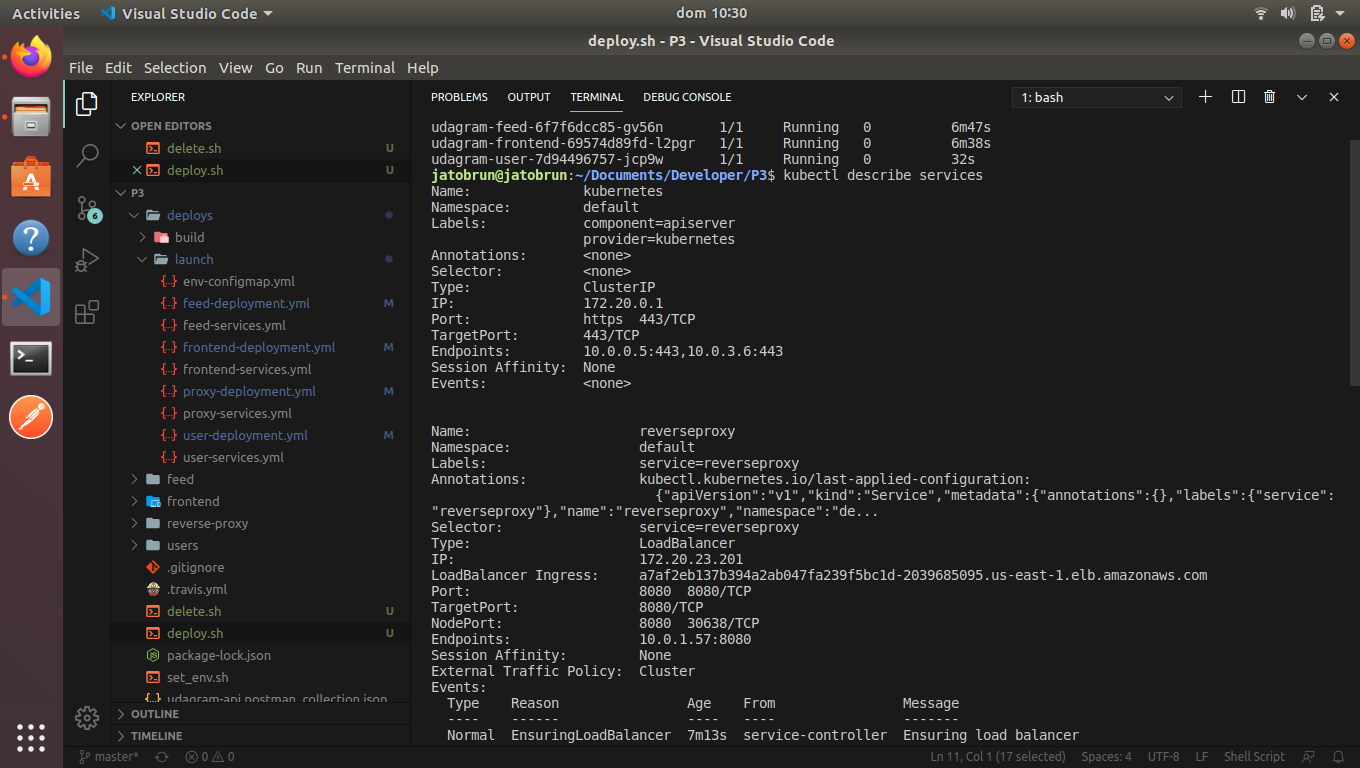 Activities Visual Studio Code dom 10:30
deploy.sh - P3 - Visual Studio Code
File Edit Selection View Go Run Terminal Help
EXPLORER
OPEN EDITORS
delete.sh U
deploy.sh U
P3
deploys
build
launch
env-configmap.yml
feed-deployment.yml M
feed-services.yml
frontend-deployment.yml M
frontend-services.yml
proxy-deployment.yml M
proxy-services.yml
user-deployment.yml M
user-services.yml
feed
frontend
reverse-proxy
users
.gitignore
.travis.yml
delete.sh U
deploy.sh U
package-lock.json
set_env.sh
udagram-api.postman_collection.json
OUTLINE
TIMELINE
6
PROBLEMS OUTPUT TERMINAL DEBUG CONSOLE 1: bash
udagram-feed-6f7f6dcc85-gv56n 1/1 Running 0 6m47s
udagram-frontend-69574d89fd-l2pgr 1/1 Running 0 6m38s
udagram-user-7d94496757-jcp9w 1/1 Running 0 32s
jatobrun@jatobrun:~/Documents/Developer/P3$ kubectl describe services
Name: kubernetes
Namespace: default
Labels: component=apiserver
provider=kubernetes
Annotations: <none>
Selector: <none>
Type: ClusterIP
IP: 172.20.0.1
Port: https 443/TCP
TargetPort: 443/TCP
Endpoints: 10.0.0.5:443,10.0.3.6:443
Session Affinity: None
Events: <none>
Name: reverseproxy
Namespace: default
Labels: service=reverseproxy
Annotations: kubectl.kubernetes.io/last-applied-configuration:
{"apiVersion":"v1","kind":"Service","metadata":{"annotations":{},"labels":{"service":
"reverseproxy"},"name":"reverseproxy","namespace":"de...
Selector: service=reverseproxy
Type: LoadBalancer
IP: 172.20.23.201
LoadBalancer Ingress: a7af2eb137b394a2ab047fa239f5bc1d-2039685095.us-east-1.elb.amazonaws.com
Port: 8080 8080/TCP
TargetPort: 8080/TCP
NodePort: 8080 30638/TCP
Endpoints: 10.0.1.57:8080
Session Affinity: None
External Traffic Policy: Cluster
Events:
Type Reason Age From Message
---- ------ ---- ---- -------
Normal EnsuringLoadBalancer 7m13s service-controller Ensuring load balancer
master* 0 0 Ln 11, Col 1 (17 selected) Spaces: 4 UTF-8 LF Shell Script